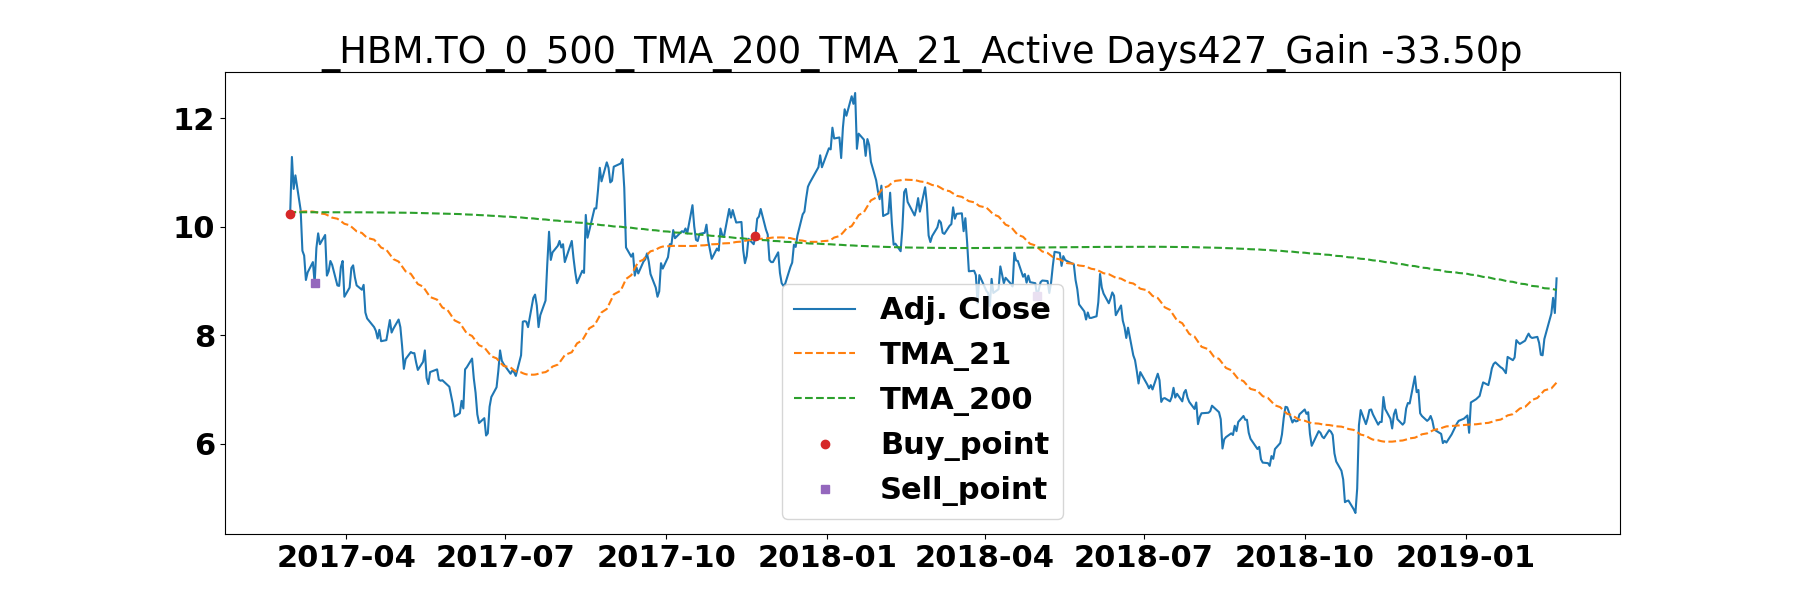 _HBM.TO_0_500_TMA_200_TMA_21_Active Days427_Gain -33.50p
12
10
8
6
Adj. Close
TMA_21
TMA_200
Buy_point
Sell_point
2017-04 2017-07 2017-10 2018-01 2018-04 2018-07 2018-10 2019-01